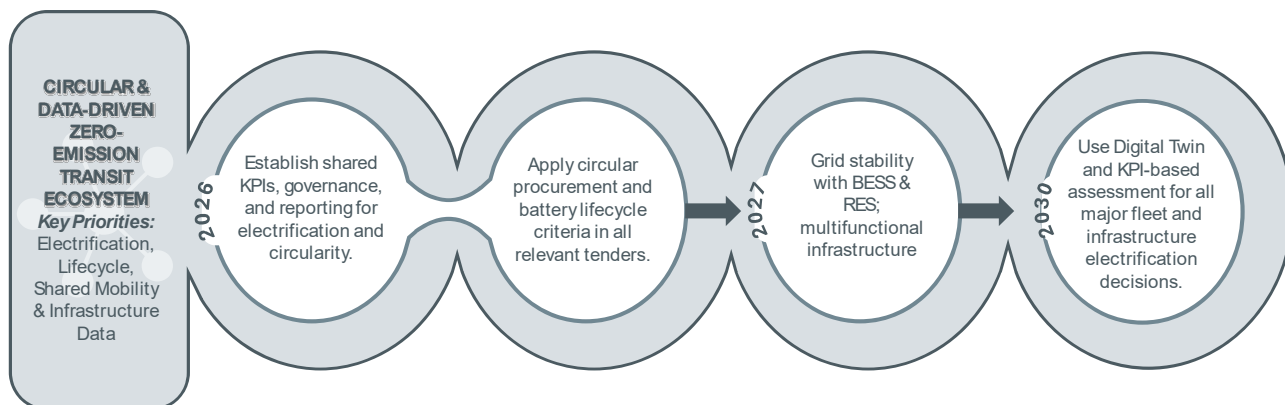 CIRCULAR &
DATA-DRIVEN
ZERO-
EMISSION
TRANSIT
ECOSYSTEM
Key Priorities:
Electrification,
Lifecycle,
Shared Mobility
& Infrastructure
Data
2026
Establish shared
KPIs, governance,
and reporting for
electrification and
circularity.
Apply circular
procurement and
battery lifecycle
criteria in all
relevant tenders.
2027
Grid stability
with BESS &
RES;
multifunctional
infrastructure
2030
Use Digital Twin
and KPI-based
assessment for all
major fleet and
infrastructure
electrification
decisions.